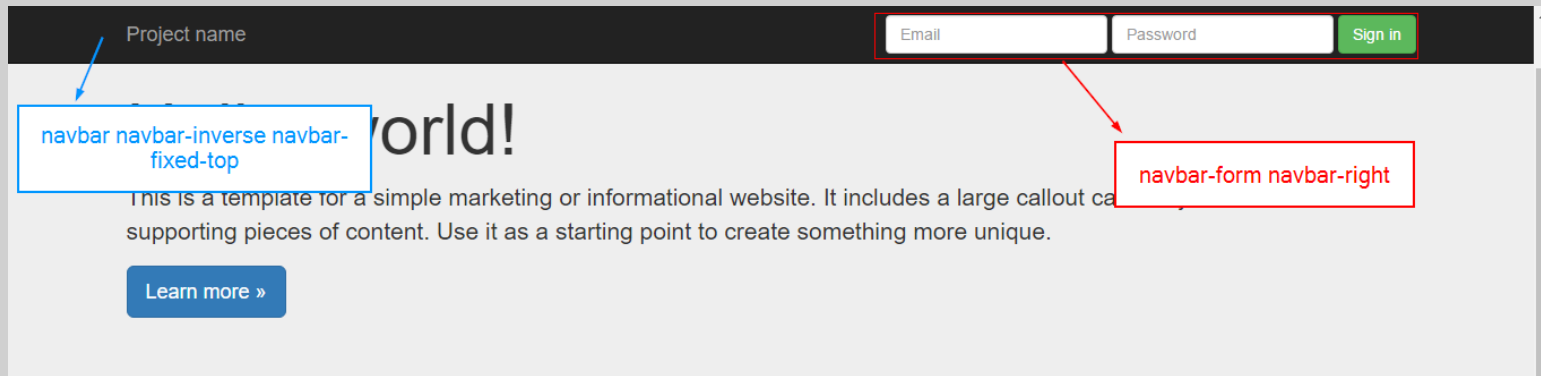 Project name
Email
Password
Sign in
navbar navbar-inverse navbar-
fixed-top
orld!
navbar-form navbar-right
This is a template for a simple marketing or informational website. It includes a large callout
supporting pieces of content. Use it as a starting point to create something more unique.
Learn more »